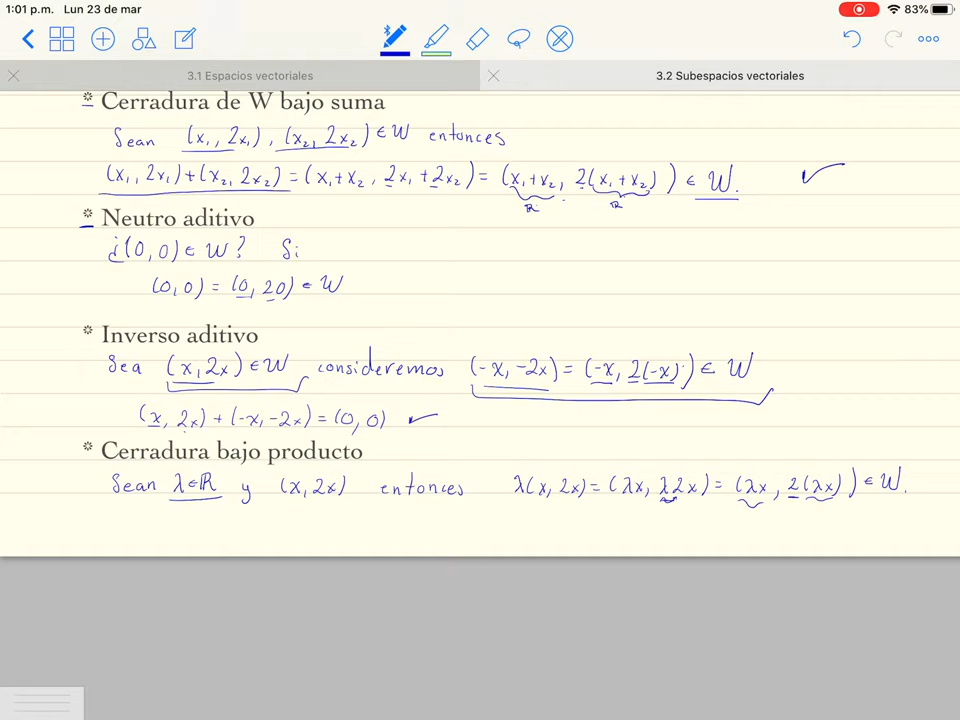 1:01 p.m. Lun 23 de mar 83%
3.1 Espacios vectoriales 3.2 Subespacios vectoriales
* Cerradura de W bajo suma
Sean (x₁, 2x₁), (x₂, 2x₂) ∈ W entonces
(x₁, 2x₁) + (x₂, 2x₂) = (x₁+x₂, 2x₁+2x₂) = (x₁+x₂, 2(x₁+x₂)) ∈ W. ✓
ℝ ℝ
* Neutro aditivo
¿(0,0) ∈ W? Si
(0,0) = (0, 20) ∈ W
* Inverso aditivo
Sea (x, 2x) ∈ W consideremos (-x, -2x) = (-x, 2(-x)) ∈ W
(x, 2x) + (-x, -2x) = (0, 0) ✓
* Cerradura bajo producto
Sean λ∈ℝ y (x, 2x) entonces λ(x, 2x) = (λx, λ2x) = (λx, 2(λx)) ∈ W.